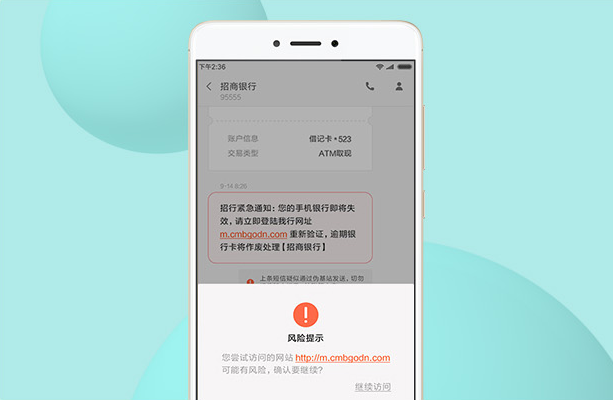 下午2:36
招商银行
95555
账户信息 借记卡*523
交易类型 ATM取现
9-14 8:26
招行紧急通知：您的手机银行即将失
效，请立即登陆我行网址
m.cmbgodn.com 重新验证，逾期银
行卡将作废处理【招商银行】
上条短信疑似通过伪基站发送，切勿
风险提示
您尝试访问的网站 http://m.cmbgodn.com
可能有风险，确认要继续？
继续访问